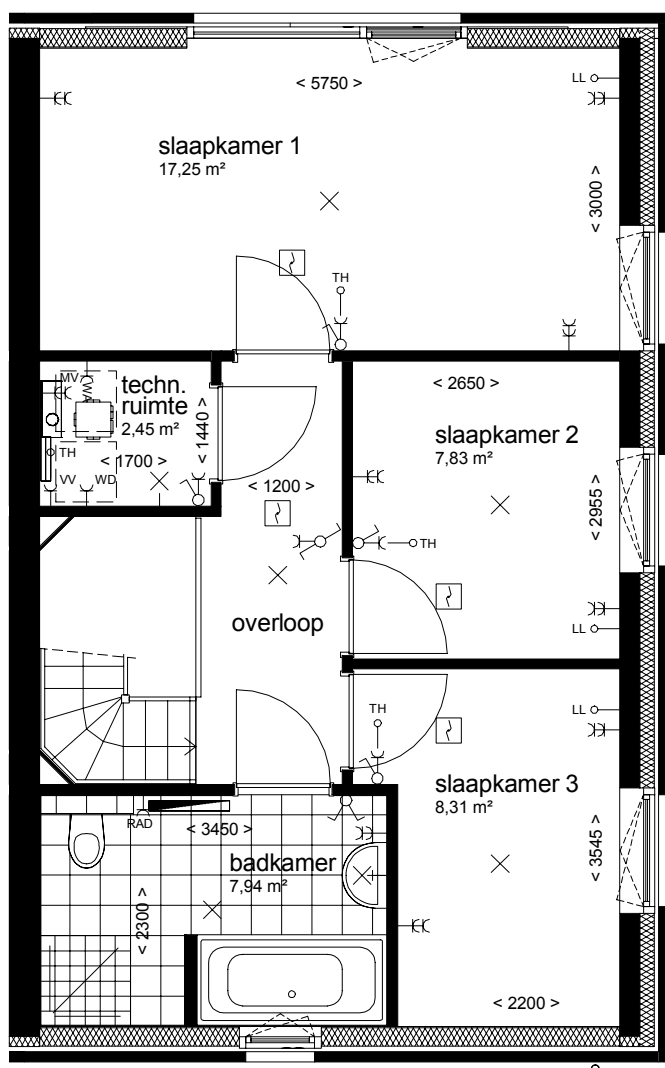 < 5750 >
LL
slaapkamer 1
17,25 m²
< 3000 >
TH
MV
WA
techn.
ruimte
2,45 m²
< 1440 >
TH
< 1700 >
VV
WD
< 1200 >
< 2650 >
slaapkamer 2
7,83 m²
< 2955 >
TH
LL
overloop
TH
LL
slaapkamer 3
8,31 m²
RAD
< 3450 >
badkamer
7,94 m²
< 3545 >
< 2300 >
< 2200 >